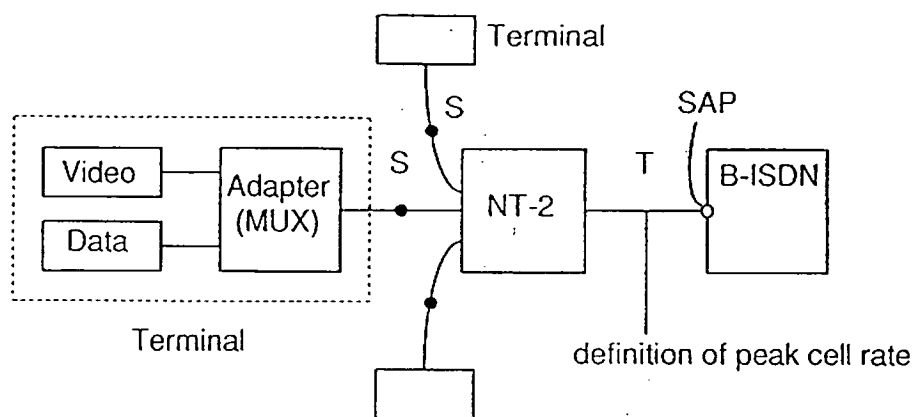 Terminal
S
SAP
Video
Data
Adapter
(MUX)
S
NT-2
T
B-ISDN
Terminal
definition of peak cell rate